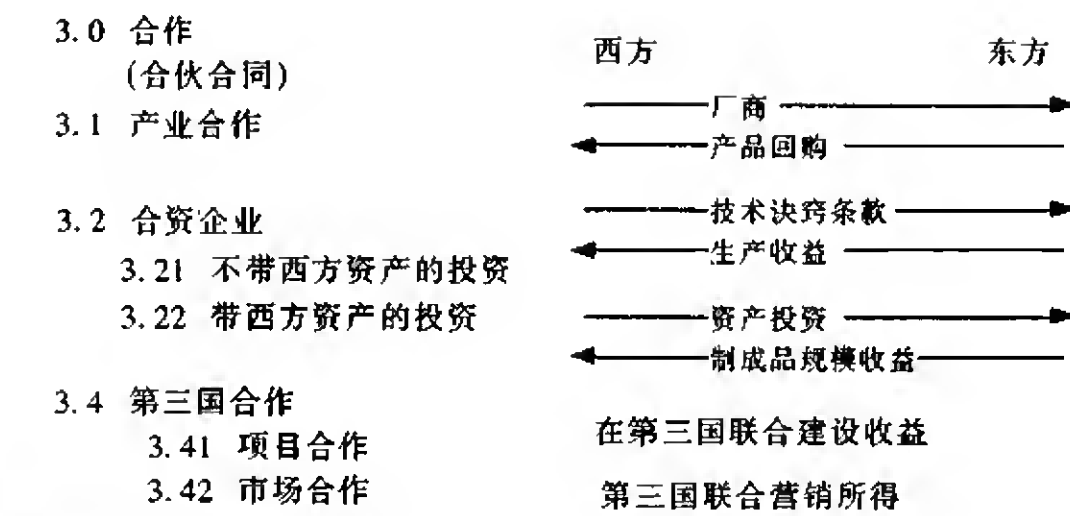 3.0 合作
(合伙合同)
3.1 产业合作
3.2 合资企业
3.21 不带西方资产的投资
3.22 带西方资产的投资
3.4 第三国合作
3.41 项目合作
3.42 市场合作
西方 东方
厂商
产品回购
技术诀窍条款
生产收益
资产投资
制成品规模收益
在第三国联合建设收益
第三国联合营销所得